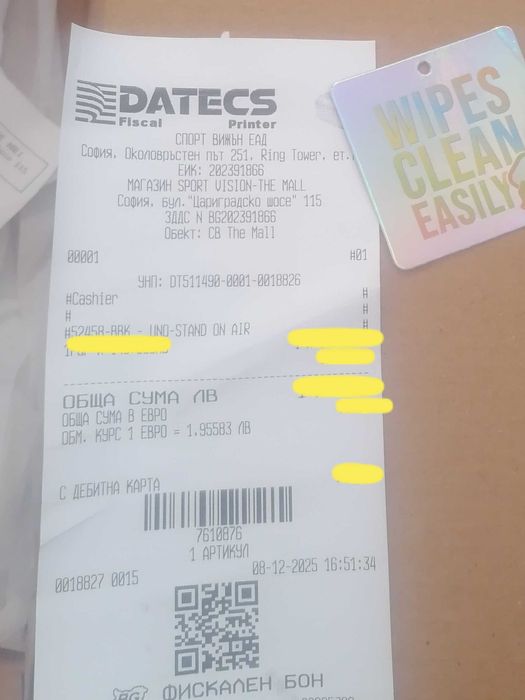 DATECS
Fiscal Printer
СПОРТ ВИЖЪН ЕАД
София, Околовръстен път 251, Ring Tower, ет.
ЕИК: 202391866
МАГАЗИН SPORT VISION-THE MALL
София, бул."Цариградско шосе" 115
ЗДДС N BG202391866
Обект: СВ The Mall
00001 #01
УНП: DT511490-0001-0018826
#Cashier #
# #
#52458-BBK - UNO-STAND ON AIR #
ОБЩА СУМА ЛВ
ОБЩА СУМА В ЕВРО
ОБМ. КУРС 1 ЕВРО = 1.95583 ЛВ
С ДЕБИТНА КАРТА
7610876
1 АРТИКУЛ
08-12-2025 16:51:34
0018827 0015
ФИСКАЛЕН БОН
WIPES
CLEAN
EASILY